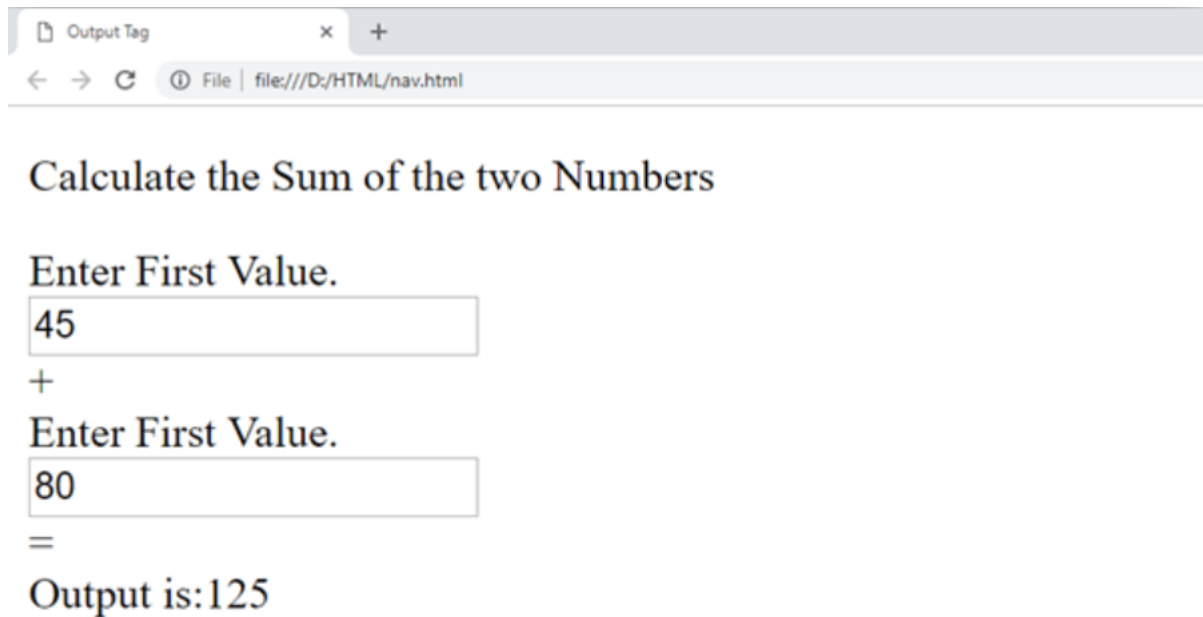 Output Tag
File | file:///D:/HTML/nav.html
Calculate the Sum of the two Numbers
Enter First Value.
45
+
Enter First Value.
80
=
Output is:125